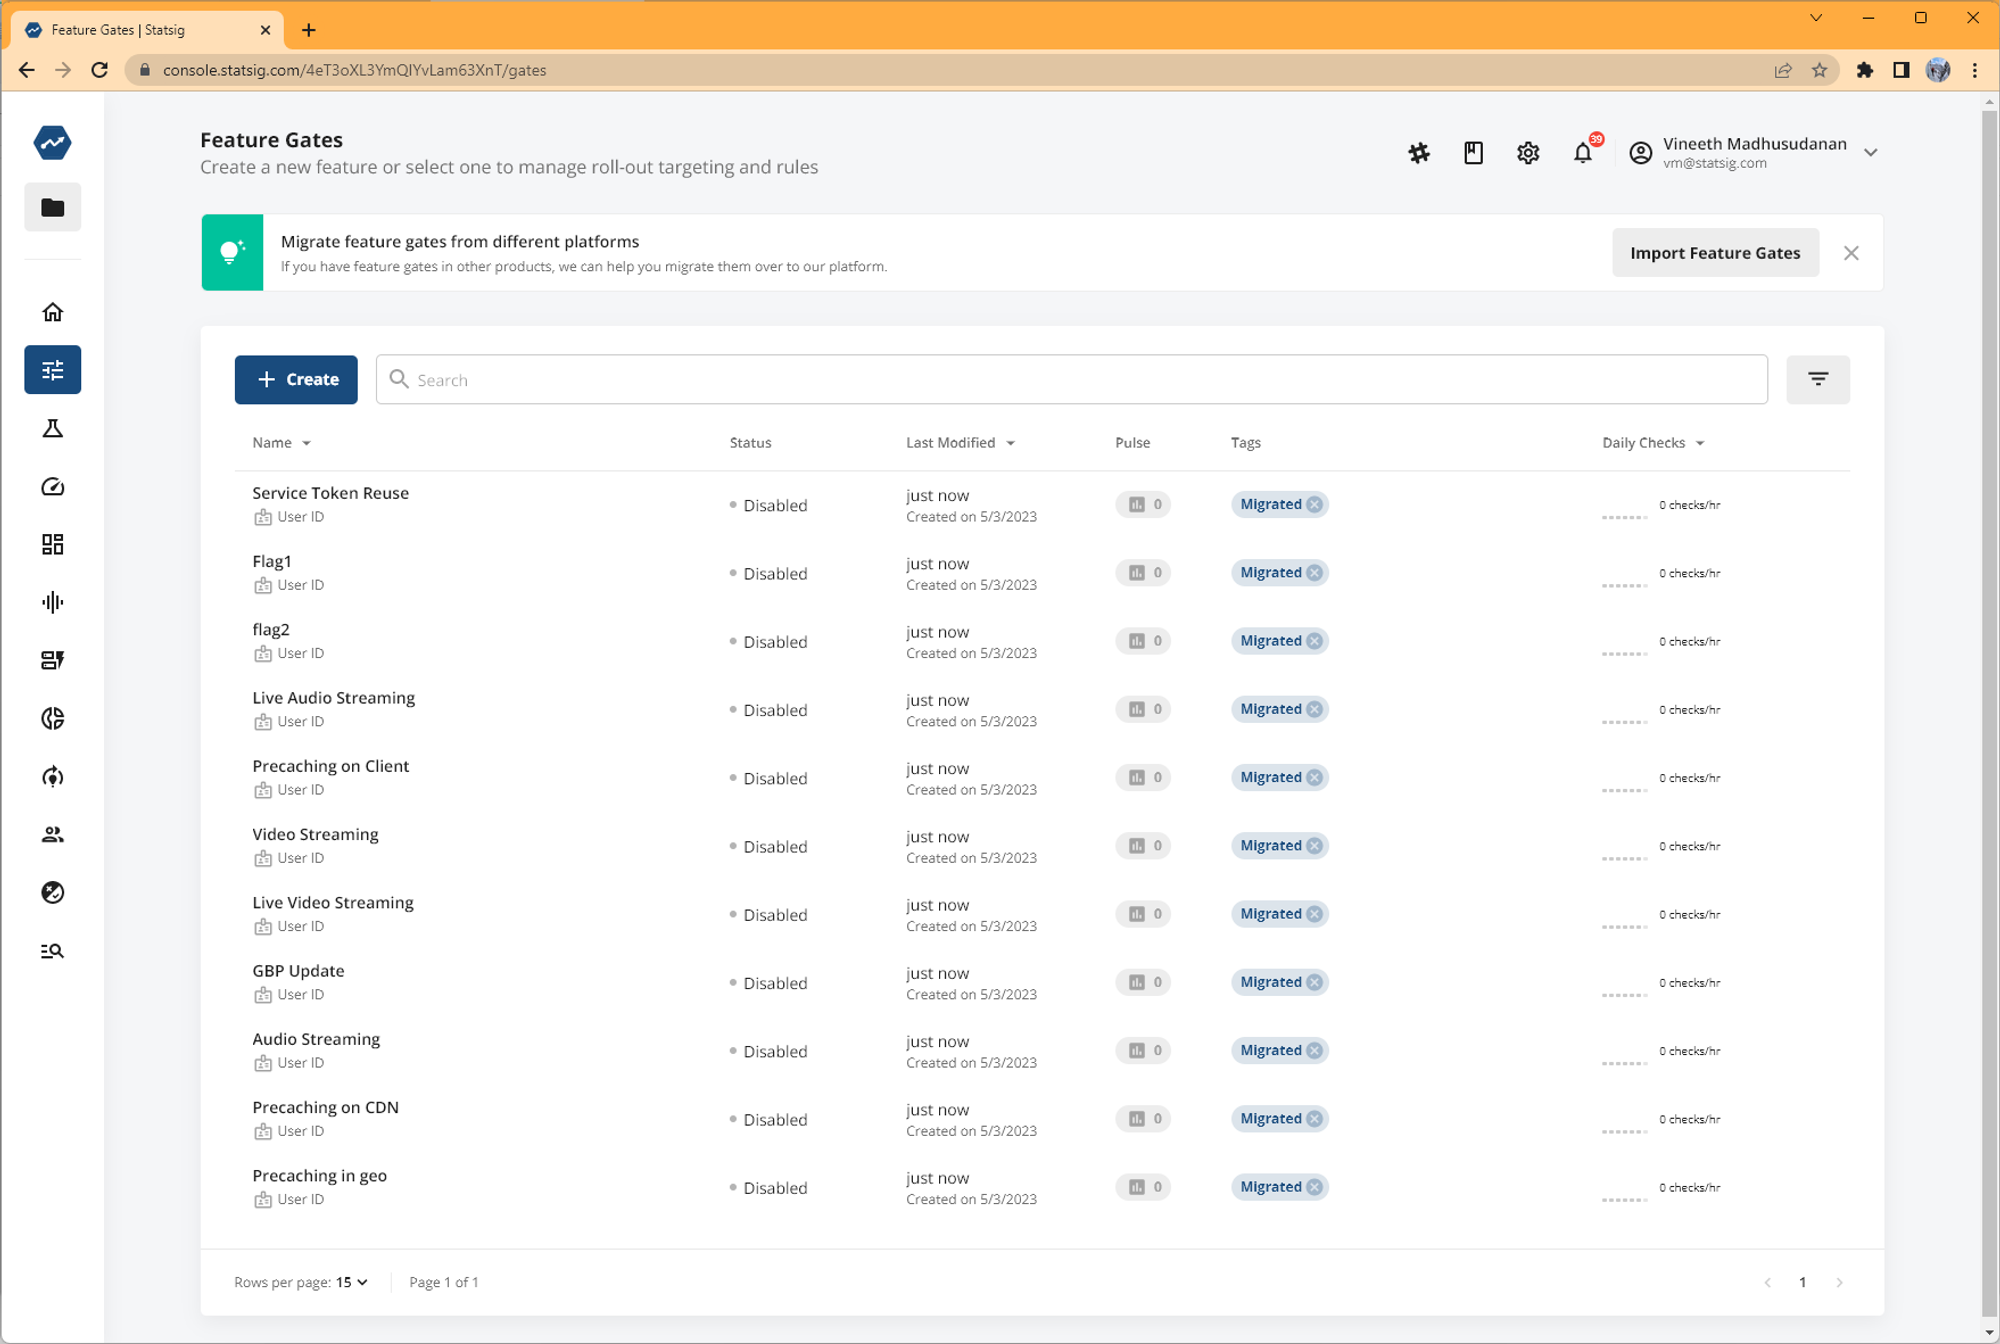 Feature Gates | Statsig
console.statsig.com/4eT3oXL3YmQlYvLam63XnT/gates
Feature Gates
Create a new feature or select one to manage roll-out targeting and rules
39
Vineeth Madhusudanan
vm@statsig.com
Migrate feature gates from different platforms
If you have feature gates in other products, we can help you migrate them over to our platform.
Import Feature Gates
Create
Search
Name Status Last Modified Pulse Tags Daily Checks
Service Token Reuse
User ID
Disabled
just now
Created on 5/3/2023
0
Migrated
0 checks/hr
Flag1
User ID
Disabled
just now
Created on 5/3/2023
0
Migrated
0 checks/hr
flag2
User ID
Disabled
just now
Created on 5/3/2023
0
Migrated
0 checks/hr
Live Audio Streaming
User ID
Disabled
just now
Created on 5/3/2023
0
Migrated
0 checks/hr
Precaching on Client
User ID
Disabled
just now
Created on 5/3/2023
0
Migrated
0 checks/hr
Video Streaming
User ID
Disabled
just now
Created on 5/3/2023
0
Migrated
0 checks/hr
Live Video Streaming
User ID
Disabled
just now
Created on 5/3/2023
0
Migrated
0 checks/hr
GBP Update
User ID
Disabled
just now
Created on 5/3/2023
0
Migrated
0 checks/hr
Audio Streaming
User ID
Disabled
just now
Created on 5/3/2023
0
Migrated
0 checks/hr
Precaching on CDN
User ID
Disabled
just now
Created on 5/3/2023
0
Migrated
0 checks/hr
Precaching in geo
User ID
Disabled
just now
Created on 5/3/2023
0
Migrated
0 checks/hr
Rows per page: 15
Page 1 of 1
1